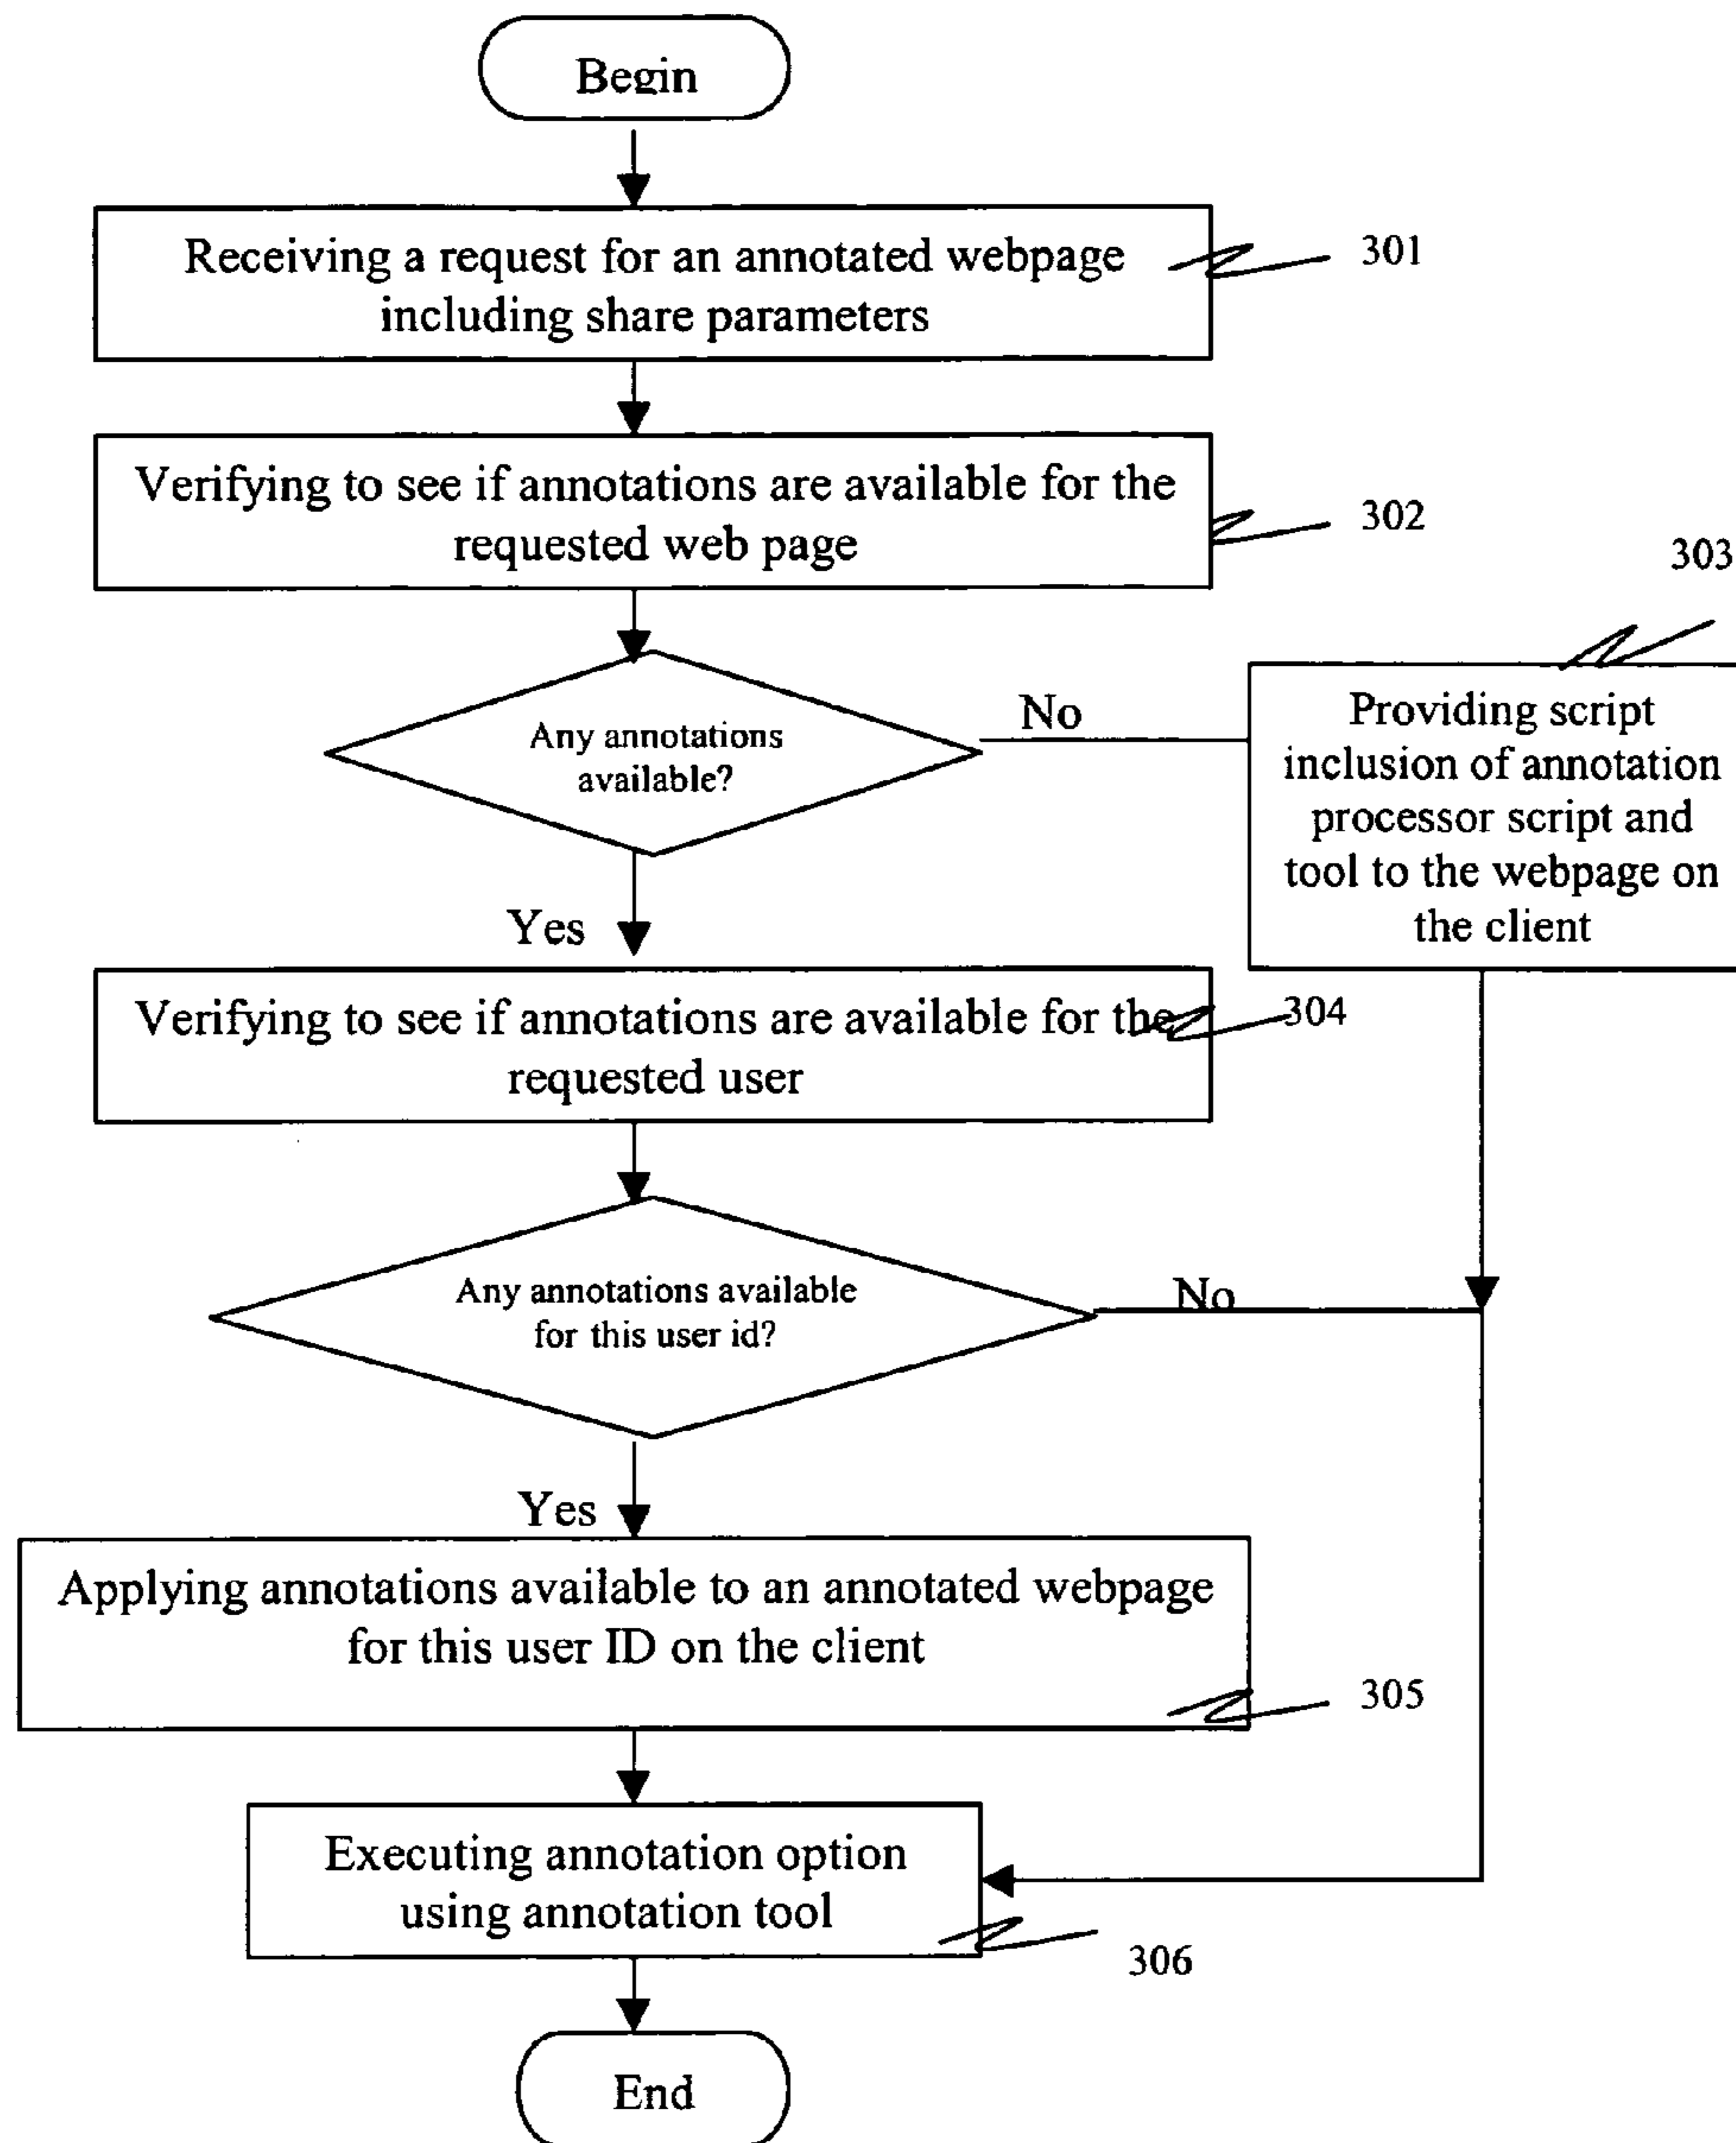 Begin
Receiving a request for an annotated webpage
including share parameters
301
Verifying to see if annotations are available for the
requested web page
302
303
Any annotations
available?
No
Providing script
inclusion of annotation
processor script and
tool to the webpage on
the client
Yes
Verifying to see if annotations are available for the
requested user
304
Any annotations available
for this user id?
No
Yes
Applying annotations available to an annotated webpage
for this user ID on the client
305
Executing annotation option
using annotation tool
306
End